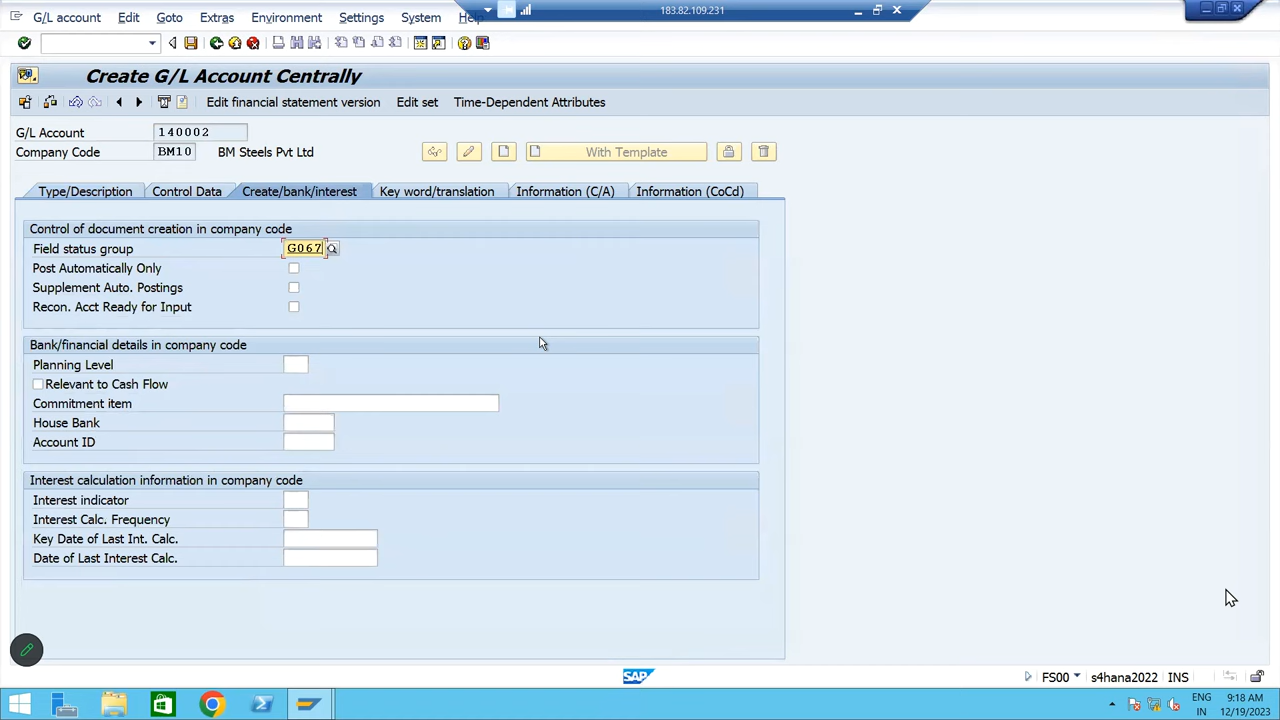 G/L account Edit Goto Extras Environment Settings System Help
183.82.109.231
Create G/L Account Centrally
Edit financial statement version Edit set Time-Dependent Attributes
G/L Account 140002
Company Code BM10 BM Steels Pvt Ltd With Template
Type/Description Control Data Create/bank/interest Key word/translation Information (C/A) Information (CoCd)
Control of document creation in company code
Field status group G067
Post Automatically Only
Supplement Auto. Postings
Recon. Acct Ready for Input
Bank/financial details in company code
Planning Level
Relevant to Cash Flow
Commitment item
House Bank
Account ID
Interest calculation information in company code
Interest indicator
Interest Calc. Frequency
Key Date of Last Int. Calc.
Date of Last Interest Calc.
SAP
FS00 s4hana2022 INS
ENG 9:18 AM
IN 12/19/2023